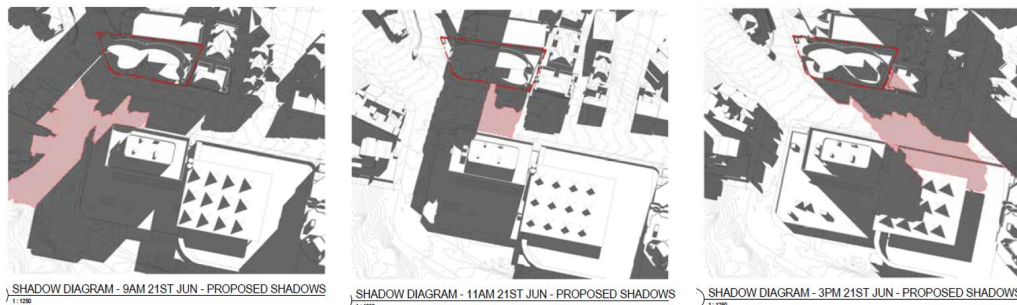 SHADOW DIAGRAM - 9AM 21ST JUN - PROPOSED SHADOWS
1 : 1250
SHADOW DIAGRAM - 11AM 21ST JUN - PROPOSED SHADOWS
SHADOW DIAGRAM - 3PM 21ST JUN - PROPOSED SHADOWS